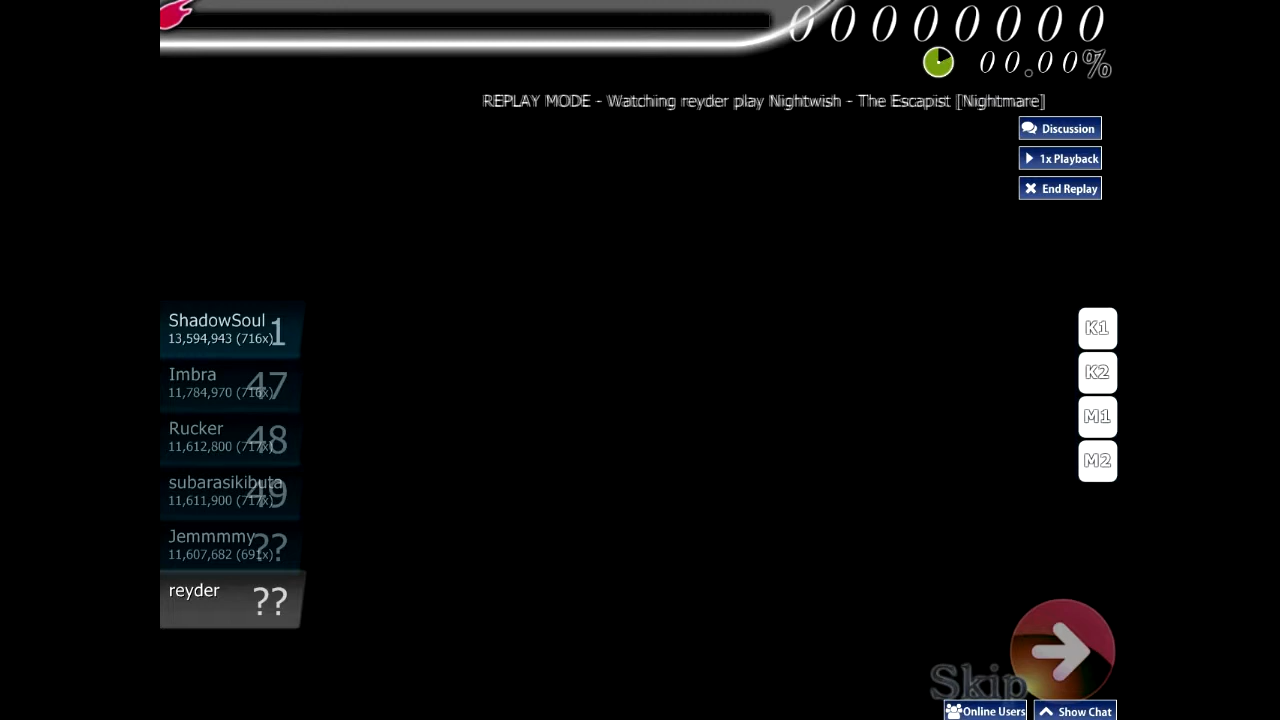 00000000
00.00%
REPLAY MODE - Watching reyder play Nightwish - The Escapist [Nightmare]
Discussion
1x Playback
End Replay
ShadowSoul
13,594,943 (716x)
1
Imbra
11,784,970 (716x)
47
Rucker
11,612,800 (717x)
48
subarasikibuta
11,611,900 (717x)
49
Jemmmmy
11,607,682 (691x)
??
reyder
??
K1
K2
M1
M2
Skip
Online Users
Show Chat